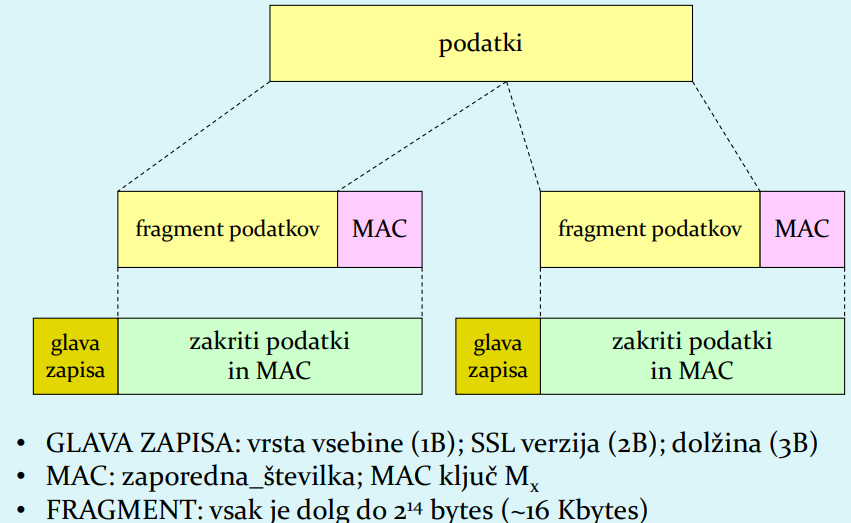 podatki
fragment podatkov MAC fragment podatkov MAC
glava zapisa zakriti podatki in MAC glava zapisa zakriti podatki in MAC
• GLAVA ZAPISA: vrsta vsebine (1B); SSL verzija (2B); dolžina (3B)
• MAC: zaporedna_številka; MAC ključ Mₓ
• FRAGMENT: vsak je dolg do 2¹⁴ bytes (~16 Kbytes)